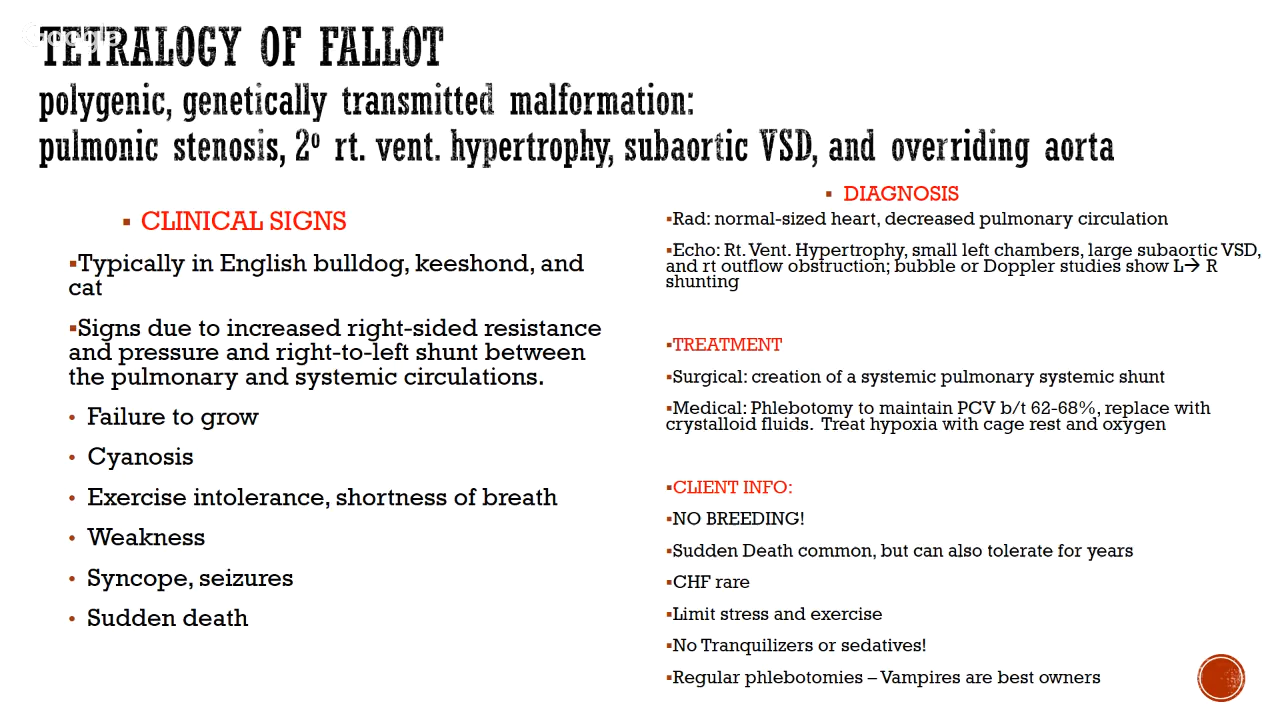 Google
TETRALOGY OF FALLOT
polygenic, genetically transmitted malformation:
pulmonic stenosis, 2º rt. vent. hypertrophy, subaortic VSD, and overriding aorta
▪ CLINICAL SIGNS
▪Typically in English bulldog, keeshond, and
cat
▪Signs due to increased right-sided resistance
and pressure and right-to-left shunt between
the pulmonary and systemic circulations.
• Failure to grow
• Cyanosis
• Exercise intolerance, shortness of breath
• Weakness
• Syncope, seizures
• Sudden death
▪ DIAGNOSIS
▪Rad: normal-sized heart, decreased pulmonary circulation
▪Echo: Rt. Vent. Hypertrophy, small left chambers, large subaortic VSD,
and rt outflow obstruction; bubble or Doppler studies show L→ R
shunting
▪TREATMENT
▪Surgical: creation of a systemic pulmonary systemic shunt
▪Medical: Phlebotomy to maintain PCV b/t 62-68%, replace with
crystalloid fluids.  Treat hypoxia with cage rest and oxygen
▪CLIENT INFO:
▪NO BREEDING!
▪Sudden Death common, but can also tolerate for years
▪CHF rare
▪Limit stress and exercise
▪No Tranquilizers or sedatives!
▪Regular phlebotomies – Vampires are best owners